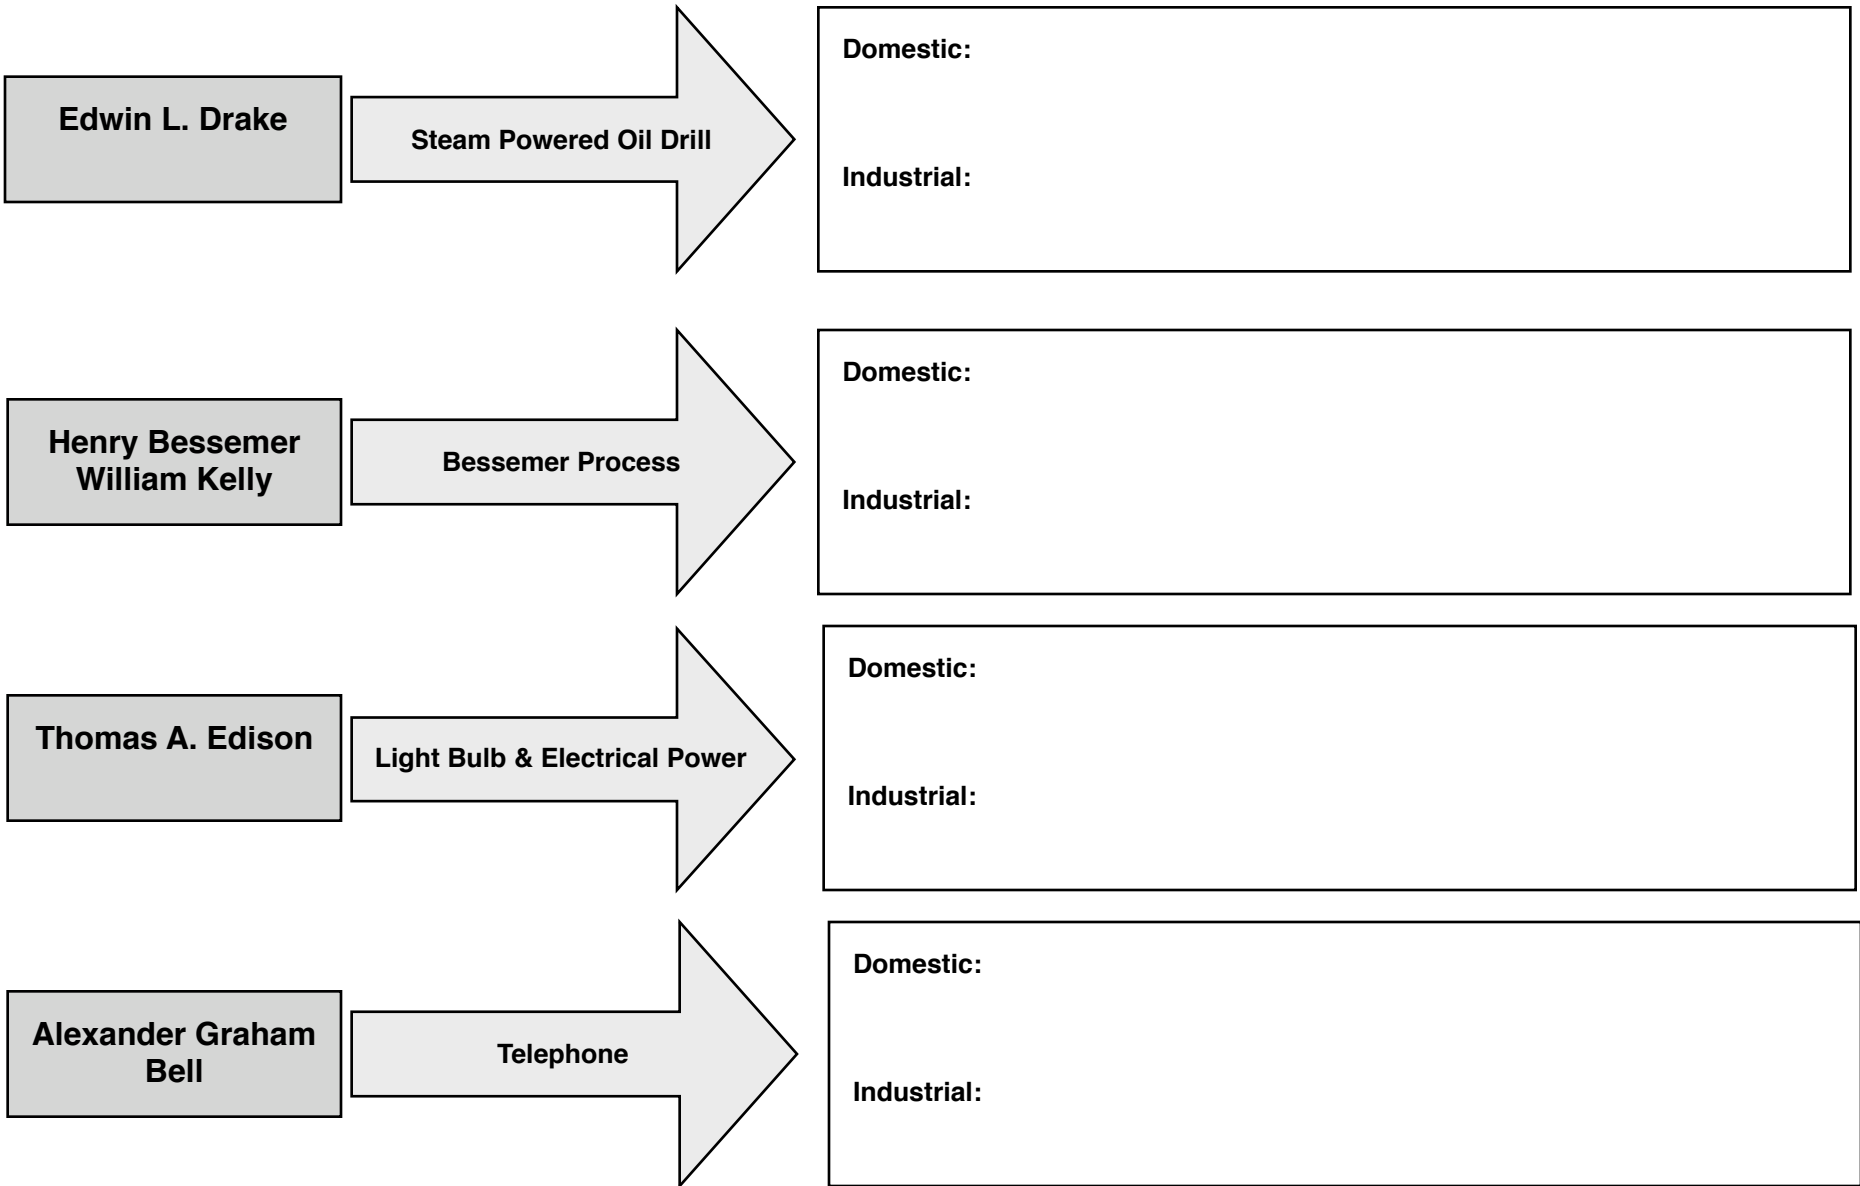 Edwin L. Drake
Steam Powered Oil Drill
Domestic:
Industrial:
Henry Bessemer
William Kelly
Bessemer Process
Domestic:
Industrial:
Thomas A. Edison
Light Bulb & Electrical Power
Domestic:
Industrial:
Alexander Graham
Bell
Telephone
Domestic:
Industrial: